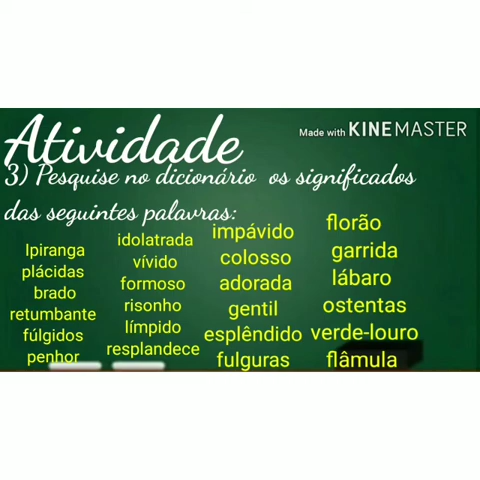 Atividade
Made with KINEMASTER
3) Pesquise no dicionário os significados
das seguintes palavras:
Ipiranga
plácidas
brado
retumbante
fúlgidos
penhor
idolatrada
vívido
formoso
risonho
límpido
resplandece
impávido
colosso
adorada
gentil
esplêndido
fulguras
florão
garrida
lábaro
ostentas
verde-louro
flâmula